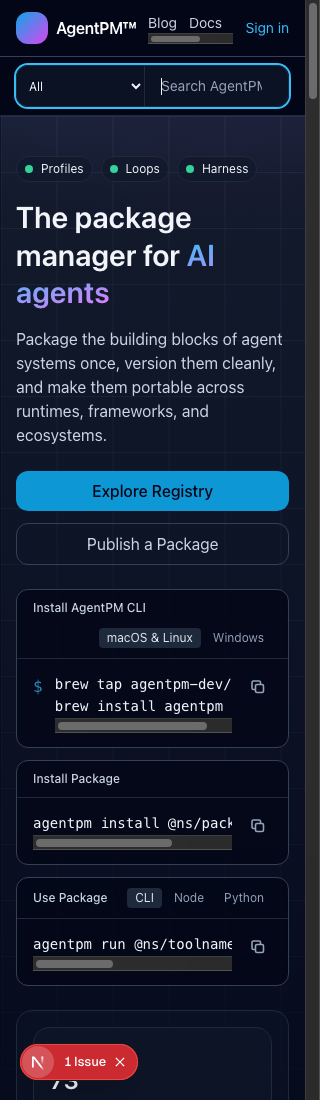 AgentPM™
Blog Docs
Sign in
All
Search AgentPM
Profiles
Loops
Harness
The package
manager for AI
agents
Package the building blocks of agent
systems once, version them cleanly,
and make them portable across
runtimes, frameworks, and
ecosystems.
Explore Registry
Publish a Package
Install AgentPM CLI
macOS & Linux Windows
$ brew tap agentpm-dev/
brew install agentpm
Install Package
agentpm install @ns/pack
Use Package CLI Node Python
agentpm run @ns/toolname
73
N 1 Issue